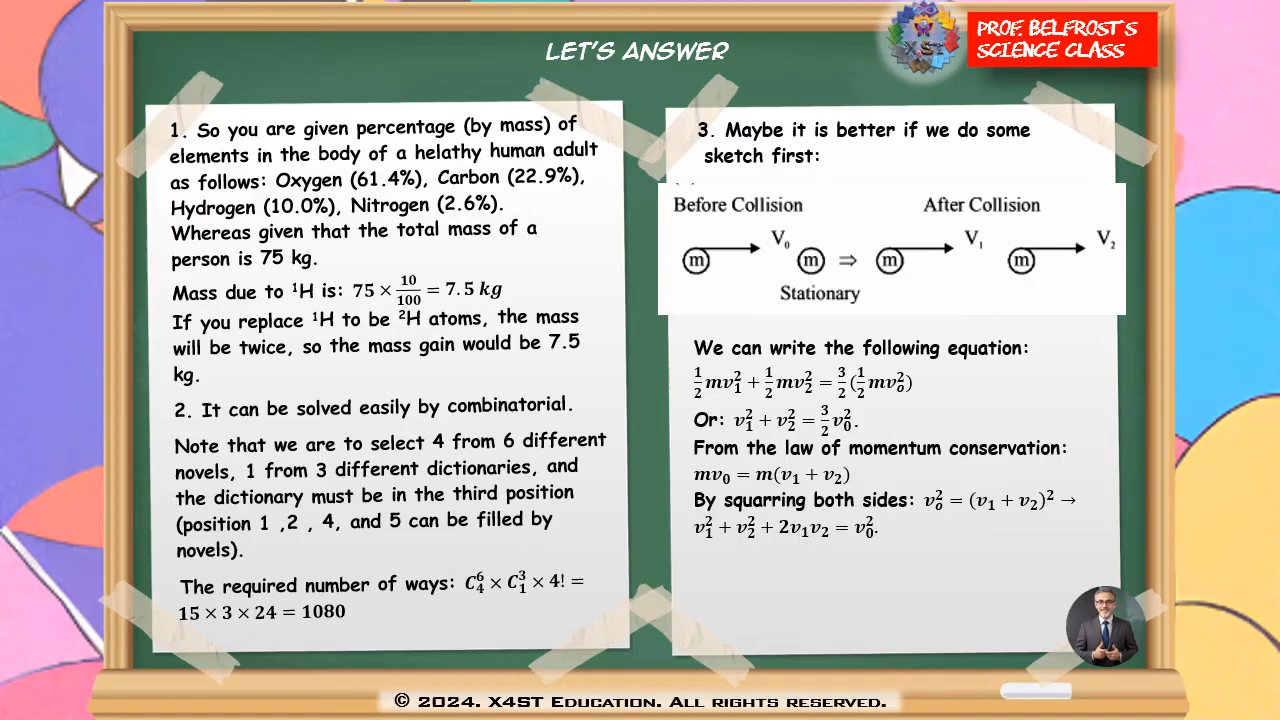 LET'S ANSWER
X4ST
PROF. BELFROST'S
SCIENCE CLASS
1. So you are given percentage (by mass) of
elements in the body of a helathy human adult
as follows: Oxygen (61.4%), Carbon (22.9%),
Hydrogen (10.0%), Nitrogen (2.6%).
Whereas given that the total mass of a
person is 75 kg.
Mass due to ¹H is: 75 × 10/100 = 7.5 kg
If you replace ¹H to be ²H atoms, the mass
will be twice, so the mass gain would be 7.5
kg.
2. It can be solved easily by combinatorial.
Note that we are to select 4 from 6 different
novels, 1 from 3 different dictionaries, and
the dictionary must be in the third position
(position 1 ,2 , 4, and 5 can be filled by
novels).
The required number of ways: C₄⁶ × C₁³ × 4! =
15 × 3 × 24 = 1080
3. Maybe it is better if we do some
sketch first:
Before Collision After Collision
V₀ V₁ V₂
m m ⇒ m m
Stationary
We can write the following equation:
½mv₁² + ½mv₂² = 3/2(½mvₒ²)
Or: v₁² + v₂² = 3/2 v₀².
From the law of momentum conservation:
mv₀ = m(v₁ + v₂)
By squarring both sides: vₒ² = (v₁ + v₂)² →
v₁² + v₂² + 2v₁v₂ = v₀².
© 2024. X4ST Education. All rights reserved.